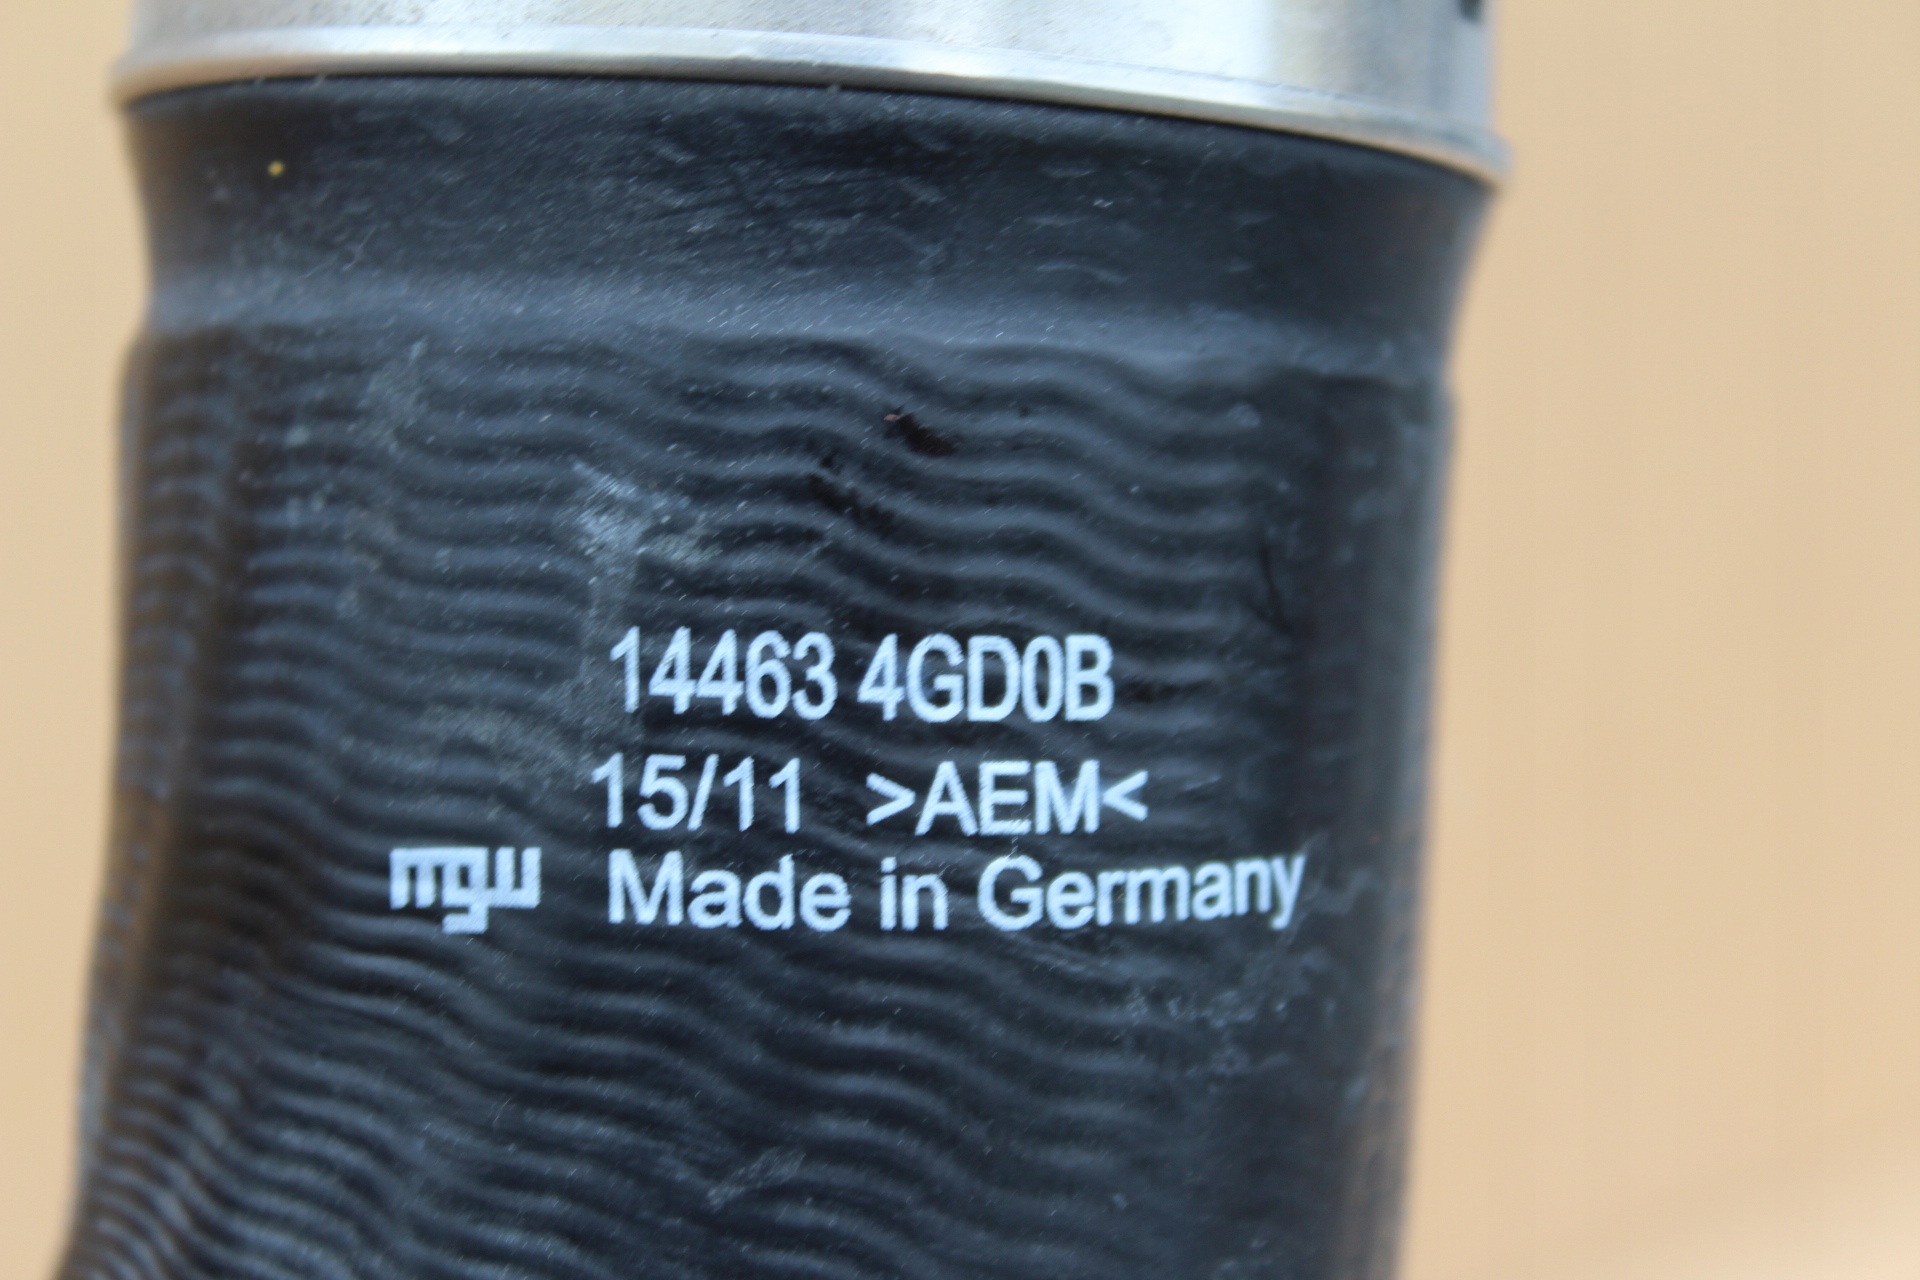 14463 4GD0B
15/11 >AEM<
mgw Made in Germany